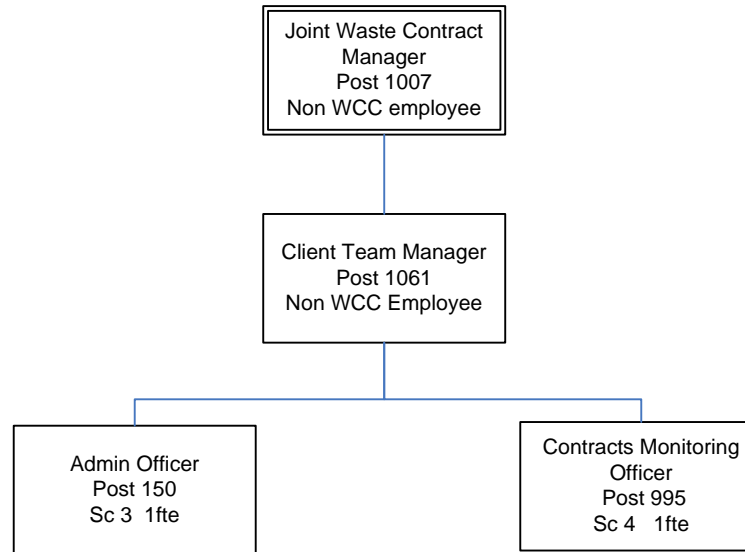 Joint Waste Contract
Manager
Post 1007
Non WCC employee
Client Team Manager
Post 1061
Non WCC Employee
Admin Officer
Post 150
Sc 3 1fte
Contracts Monitoring
Officer
Post 995
Sc 4 1fte